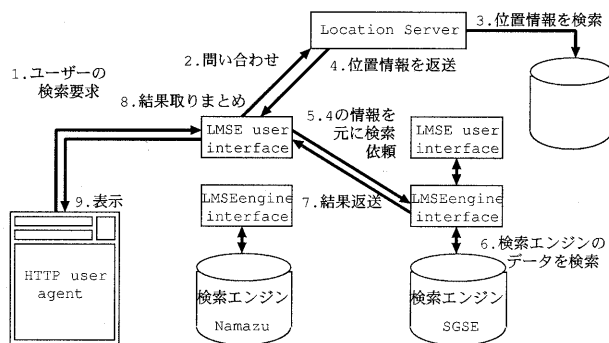 Location Server
3.位置情報を検索
2.問い合わせ
4.位置情報を返送
1.ユーザーの
検索要求
8.結果取りまとめ
LMSE user
interface
5.4の情報を
元に検索
依頼
LMSE user
interface
LMSEengine
interface
7.結果返送
LMSEengine
interface
9.表示
6.検索エンジンの
データを検索
HTTP user
agent
検索エンジン
Namazu
検索エンジン
SGSE